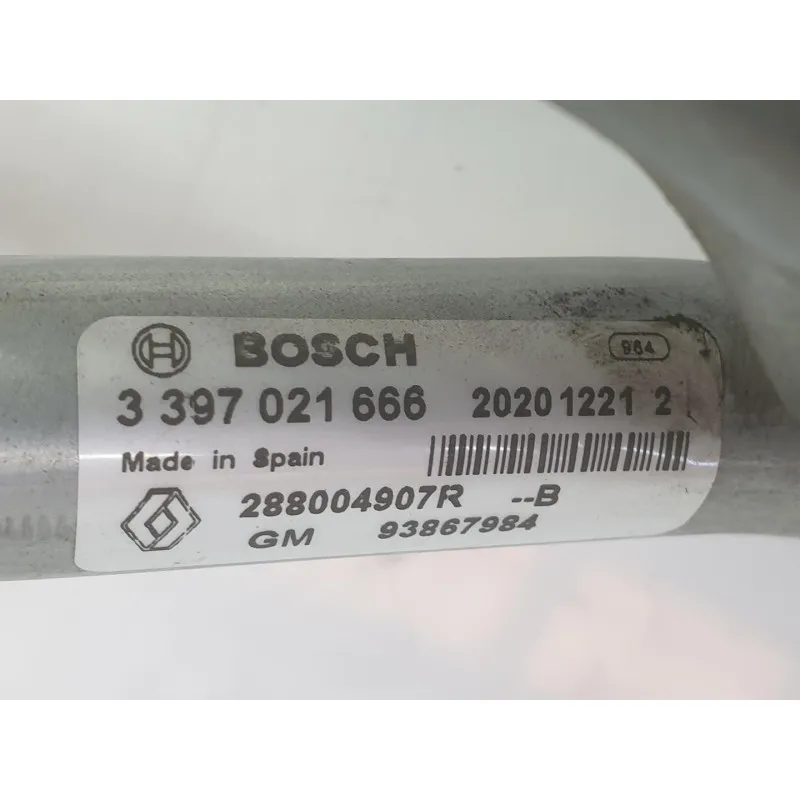 BOSCH 964
3 397 021 666 20201221 2
Made in Spain
288004907R --B
GM 93867984